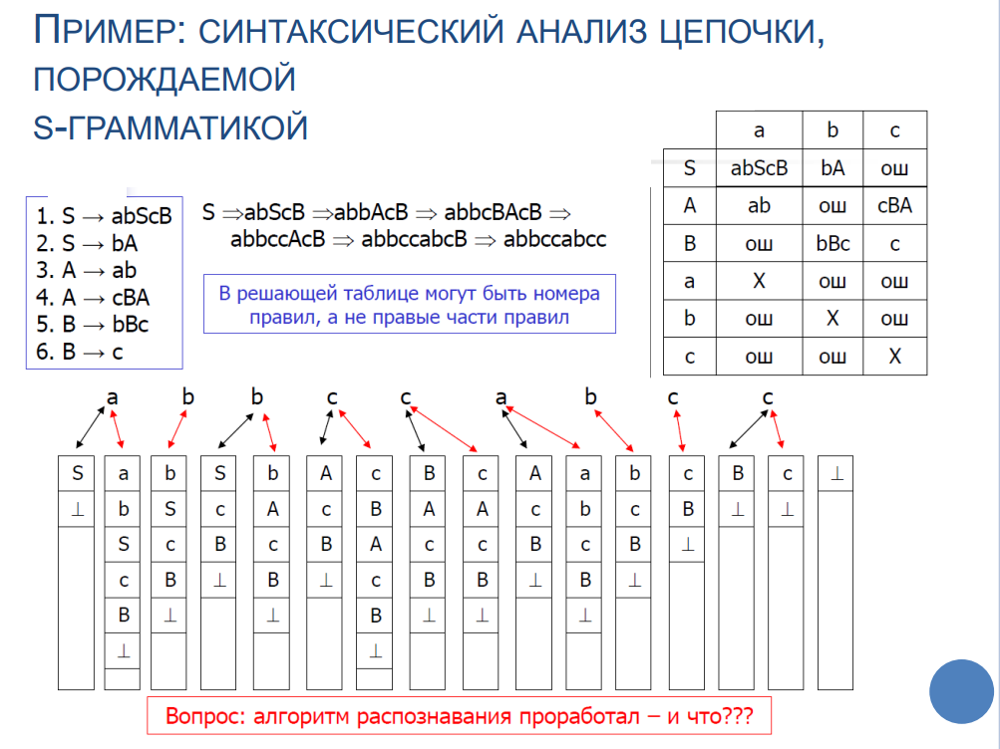 ПРИМЕР: СИНТАКСИЧЕСКИЙ АНАЛИЗ ЦЕПОЧКИ,
ПОРОЖДАЕМОЙ
S-ГРАММАТИКОЙ
a b c
S abScB bA ош
A ab ош cBA
B ош bBc c
a X ош ош
b ош X ош
c ош ош X
1. S → abScB
2. S → bA
3. A → ab
4. A → cBA
5. B → bBc
6. B → c
S ⇒abScB ⇒abbAcB ⇒ abbcBAcB ⇒
abbccAcB ⇒ abbccabcB ⇒ abbccabcc
В решающей таблице могут быть номера
правил, а не правые части правил
a b b c c a b c c
S a b S b A c B c A a b c B c ⊥
⊥ b S c A c B A A c b c B ⊥ ⊥
S c B c B A c c B c B ⊥
c B ⊥ B ⊥ c B B ⊥ B ⊥
B ⊥ ⊥ B ⊥ ⊥ ⊥
⊥ ⊥
Вопрос: алгоритм распознавания проработал – и что???